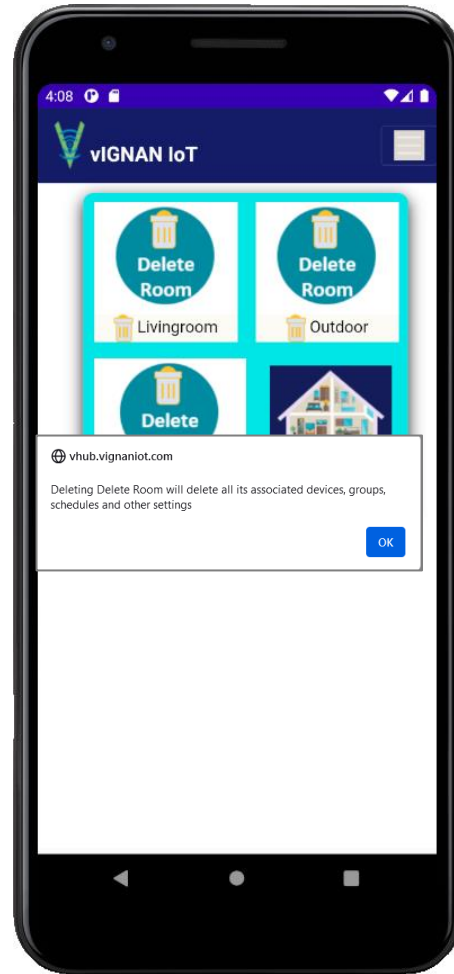 4:08
vIGNAN IoT
Delete
Room
Delete
Room
Livingroom
Outdoor
Delete
vhub.vignaniot.com
Deleting Delete Room will delete all its associated devices, groups,
schedules and other settings
OK